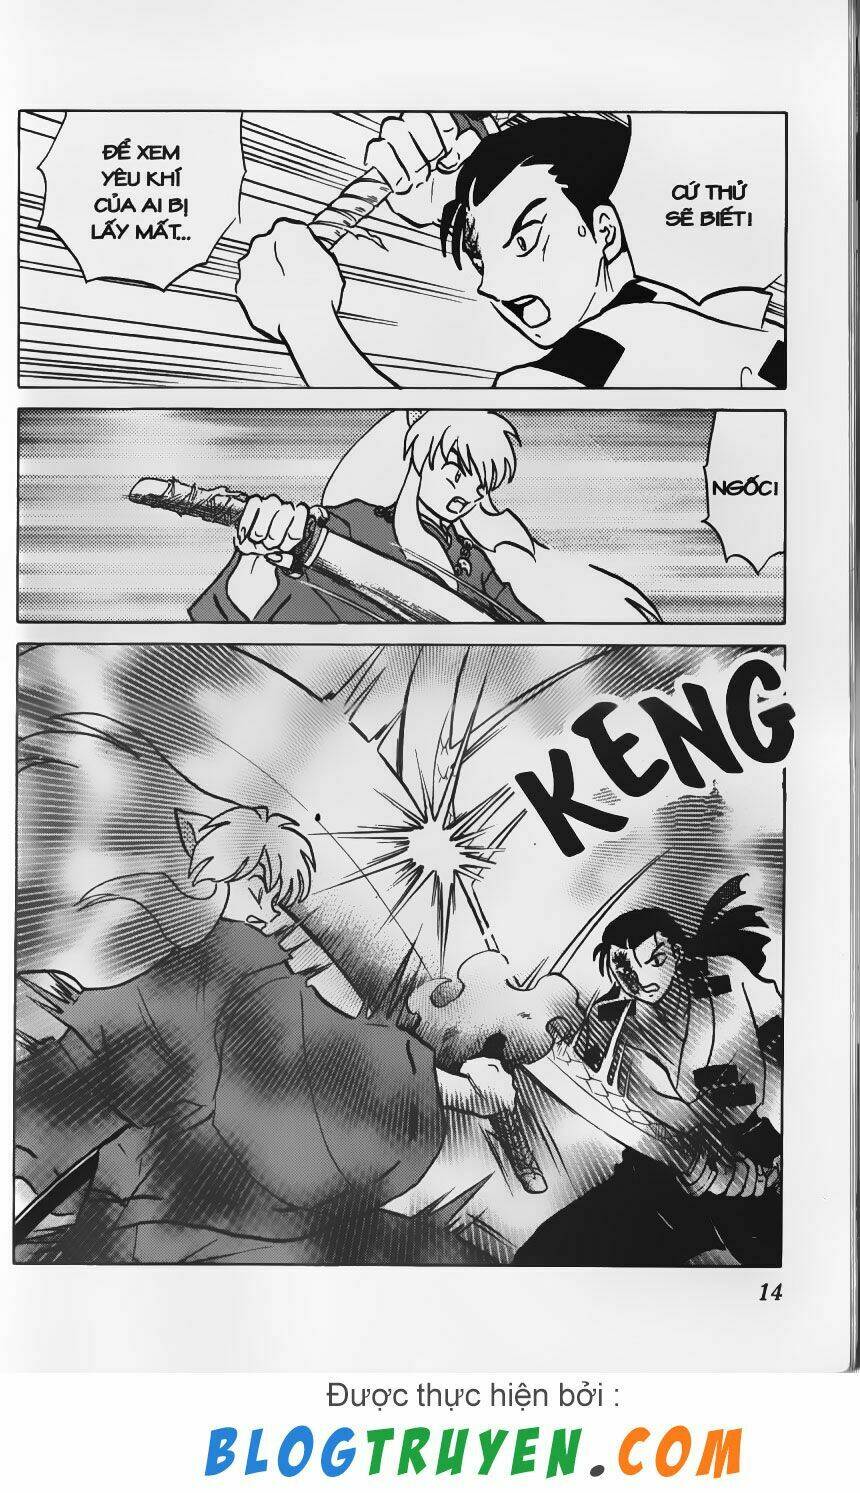 CỨ THỬ
SẼ BIẾT!
ĐỂ XEM
YÊU KHÍ
CỦA AI BỊ
LẤY MẤT...
NGỐC!
KENG
14
Được thực hiện bởi :
BLOGTRUYEN.COM